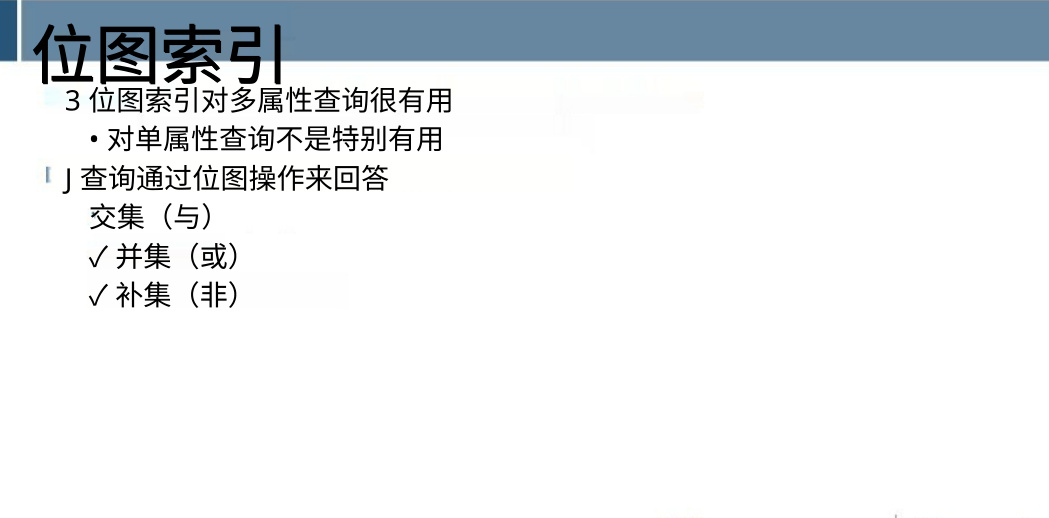 位图索引
3 位图索引对多属性查询很有用
• 对单属性查询不是特别有用
J 查询通过位图操作来回答
交集（与）
✓ 并集（或）
✓ 补集（非）